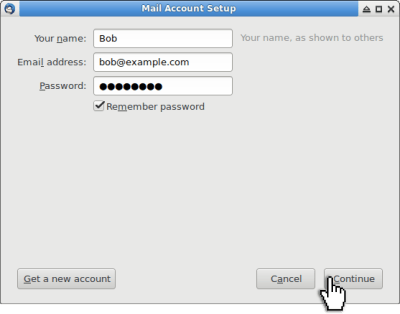 Mail Account Setup
Your name: Bob Your name, as shown to others
Email address: bob@example.com
Password: ●●●●●●●●
Remember password
Get a new account Cancel Continue